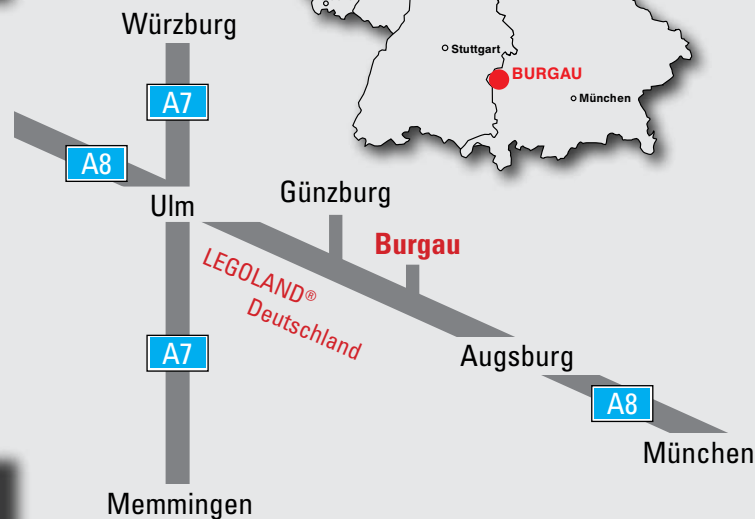 Würzburg
Stuttgart
BURGAU
München
A7
A8
Ulm
Günzburg
Burgau
LEGOLAND®
Deutschland
A7
Augsburg
A8
München
Memmingen